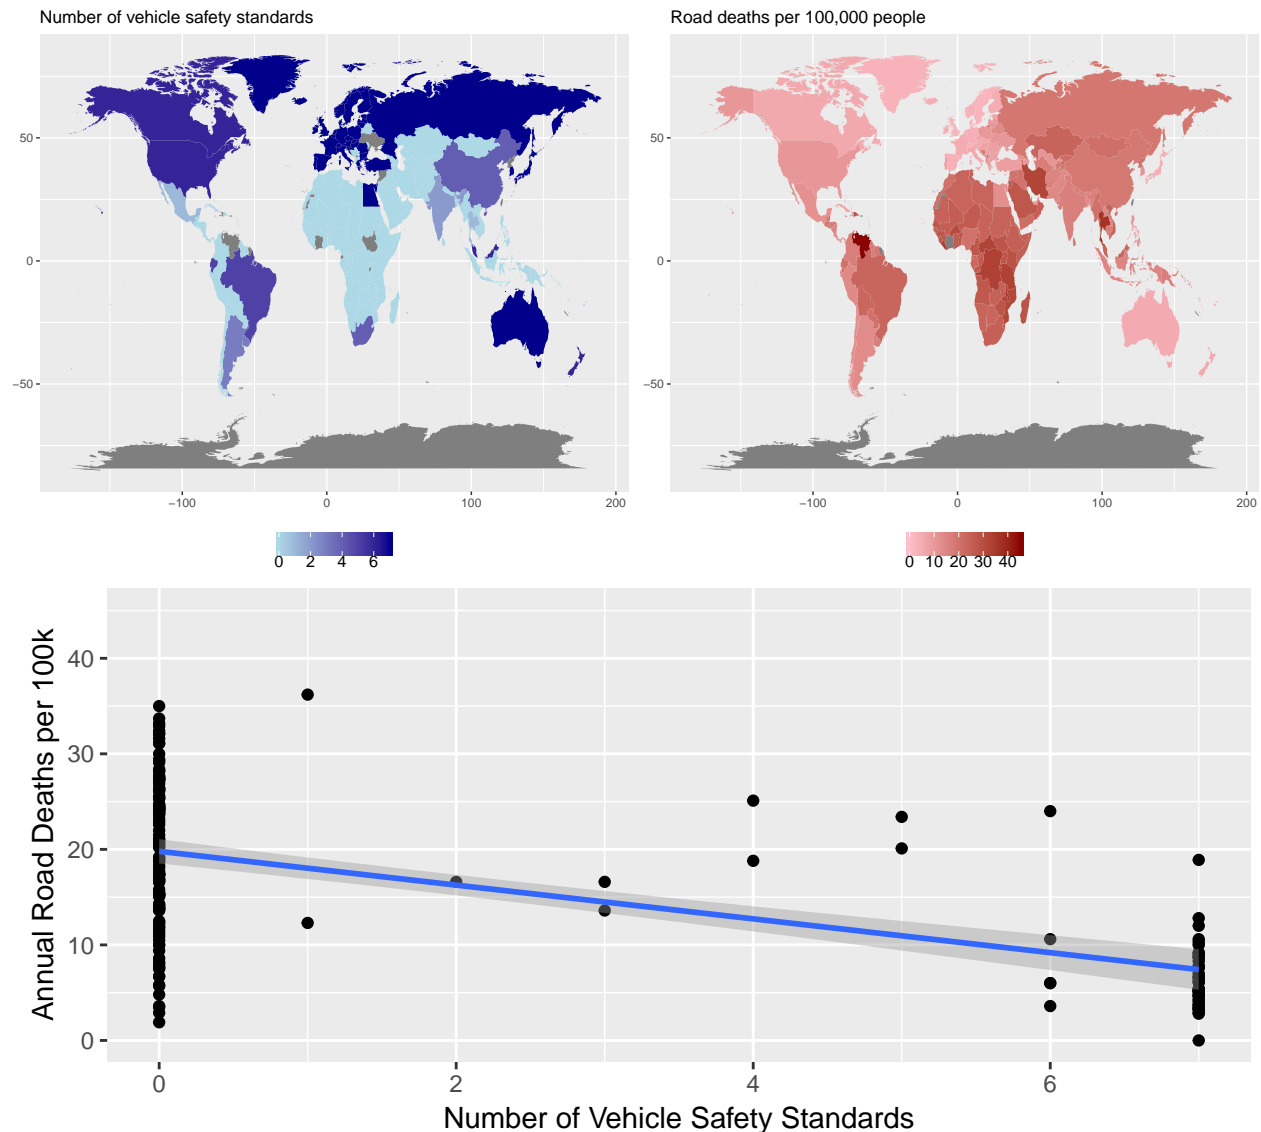 Number of vehicle safety standards
Road deaths per 100,000 people
50
0
−50
−100 0 100 200
50
0
−50
−100 0 100 200
0 2 4 6
0 10 20 30 40
Annual Road Deaths per 100k
40
30
20
10
0
0 2 4 6
Number of Vehicle Safety Standards